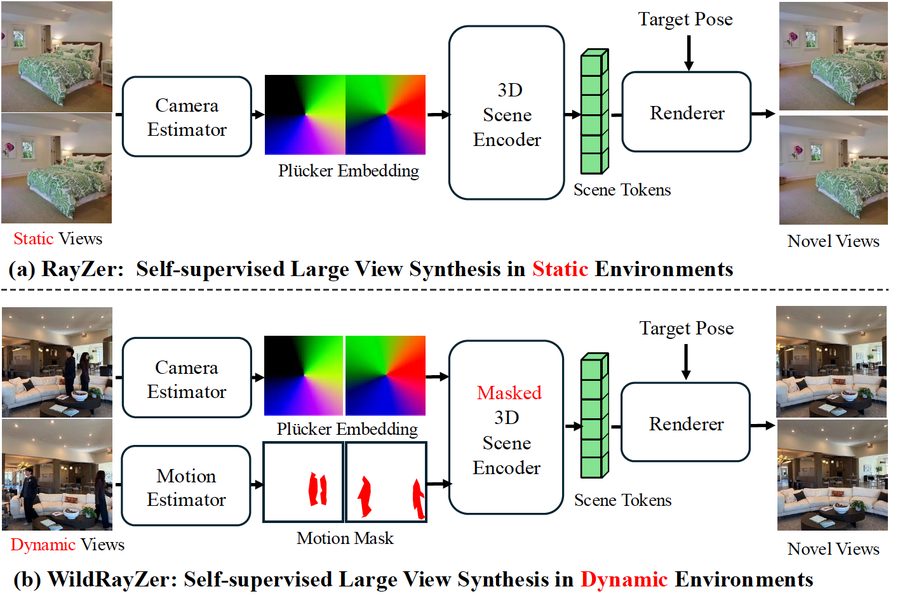 Target Pose
Camera
Estimator
3D
Scene
Encoder
Renderer
Plücker Embedding
Scene Tokens
Static Views
Novel Views
(a) RayZer: Self-supervised Large View Synthesis in Static Environments
Target Pose
Camera
Estimator
Masked
3D
Scene
Encoder
Renderer
Plücker Embedding
Motion
Estimator
Scene Tokens
Motion Mask
Dynamic Views
Novel Views
(b) WildRayZer: Self-supervised Large View Synthesis in Dynamic Environments